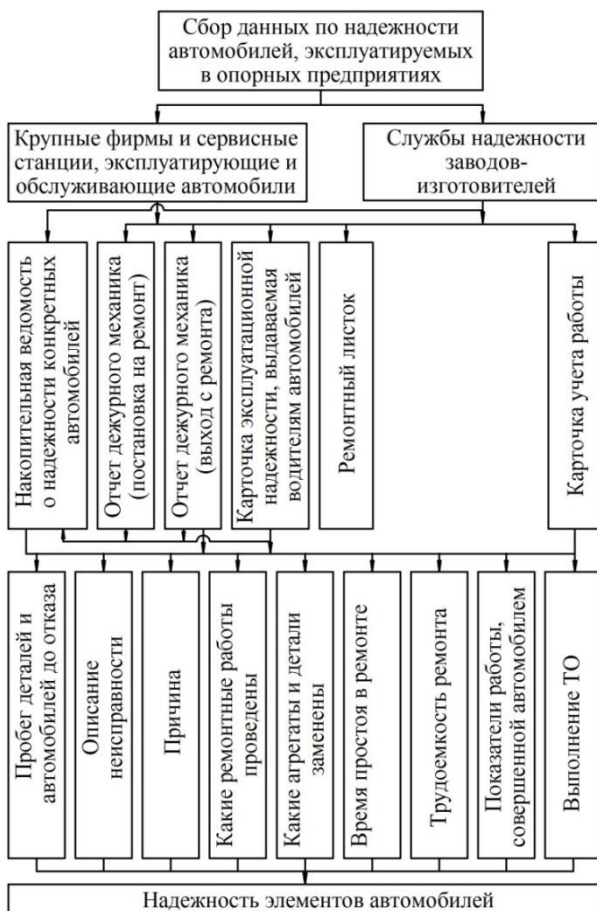 Сбор данных по надежности
автомобилей, эксплуатируемых
в опорных предприятиях
Крупные фирмы и сервисные
станции, эксплуатирующие и
обслуживающие автомобили
Службы надежности
заводов-
изготовителей
Накопительная ведомость
о надежности конкретных
автомобилей
Отчет дежурного механика
(постановка на ремонт)
Отчет дежурного механика
(выход с ремонта)
Карточка эксплуатационной
надежности, выдаваемая
водителям автомобилей
Ремонтный листок
Карточка учета работы
Пробег деталей и
автомобилей до отказа
Описание
неисправности
Причина
Какие ремонтные работы
проведены
Какие агрегаты и детали
заменены
Время простоя в ремонте
Трудоемкость ремонта
Показатели работы,
совершенной автомобилем
Выполнение ТО
Надежность элементов автомобилей